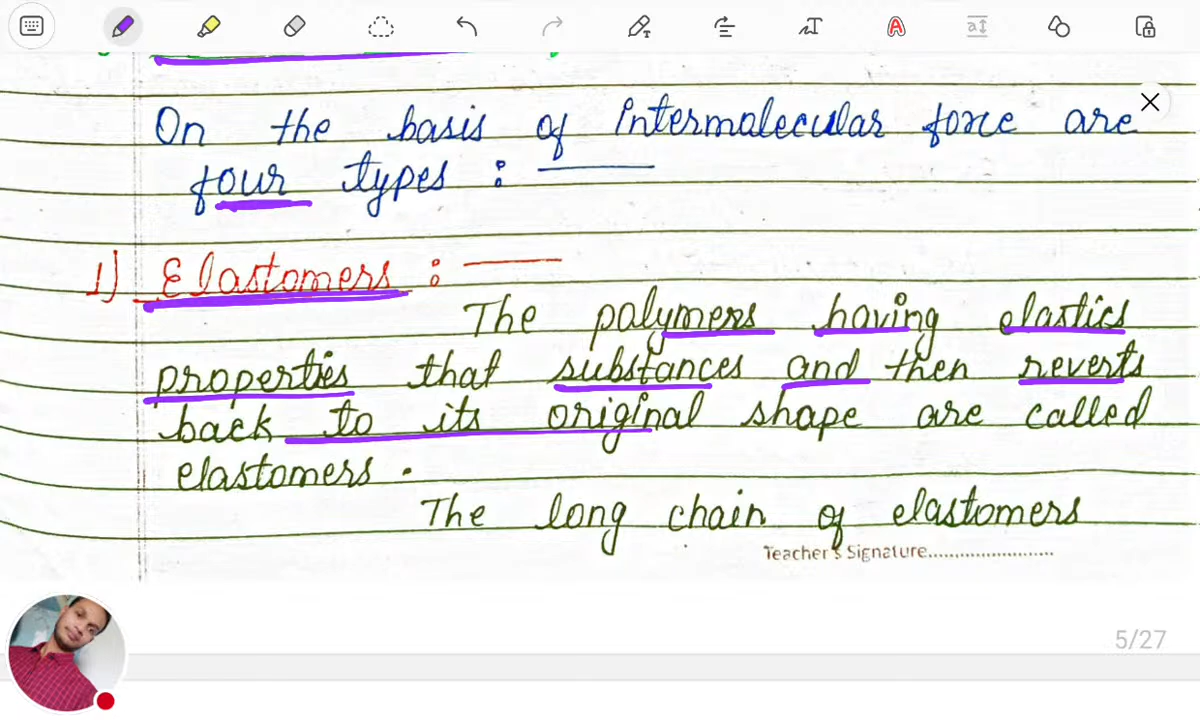 On the basis of intermolecular force are
four types :
1) Elastomers :
The polymers having elastics
properties that substances and then reverts
back to its original shape are called
elastomers .
The long chain of elastomers
Teacher's Signature........................
5/27